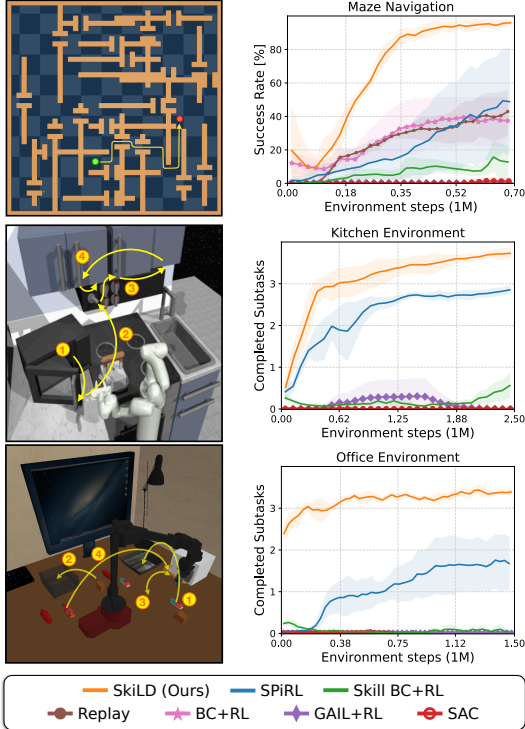 Maze Navigation
Success Rate [%]
80
60
40
20
0
0.00 0.18 0.35 0.52 0.70
Environment steps (1M)
4
3
2
1
Kitchen Environment
Completed Subtasks
3
2
1
0
0.00 0.62 1.25 1.88 2.50
Environment steps (1M)
2
4
3
1
Office Environment
Completed Subtasks
3
2
1
0
0.00 0.38 0.75 1.12 1.50
Environment steps (1M)
SkiLD (Ours) SPiRL Skill BC+RL
Replay BC+RL GAIL+RL SAC